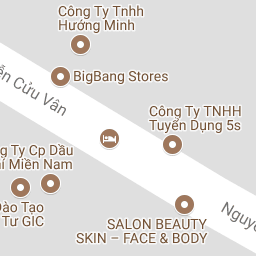 Công Ty Tnhh
Hướng Minh
BigBang Stores
ễn Cửu Vân
Công Ty TNHH
Tuyển Dụng 5s
g Ty Cp Dầu
í Miền Nam
Đào Tạo
Tư GIC
Nguy
SALON BEAUTY
SKIN – FACE & BODY